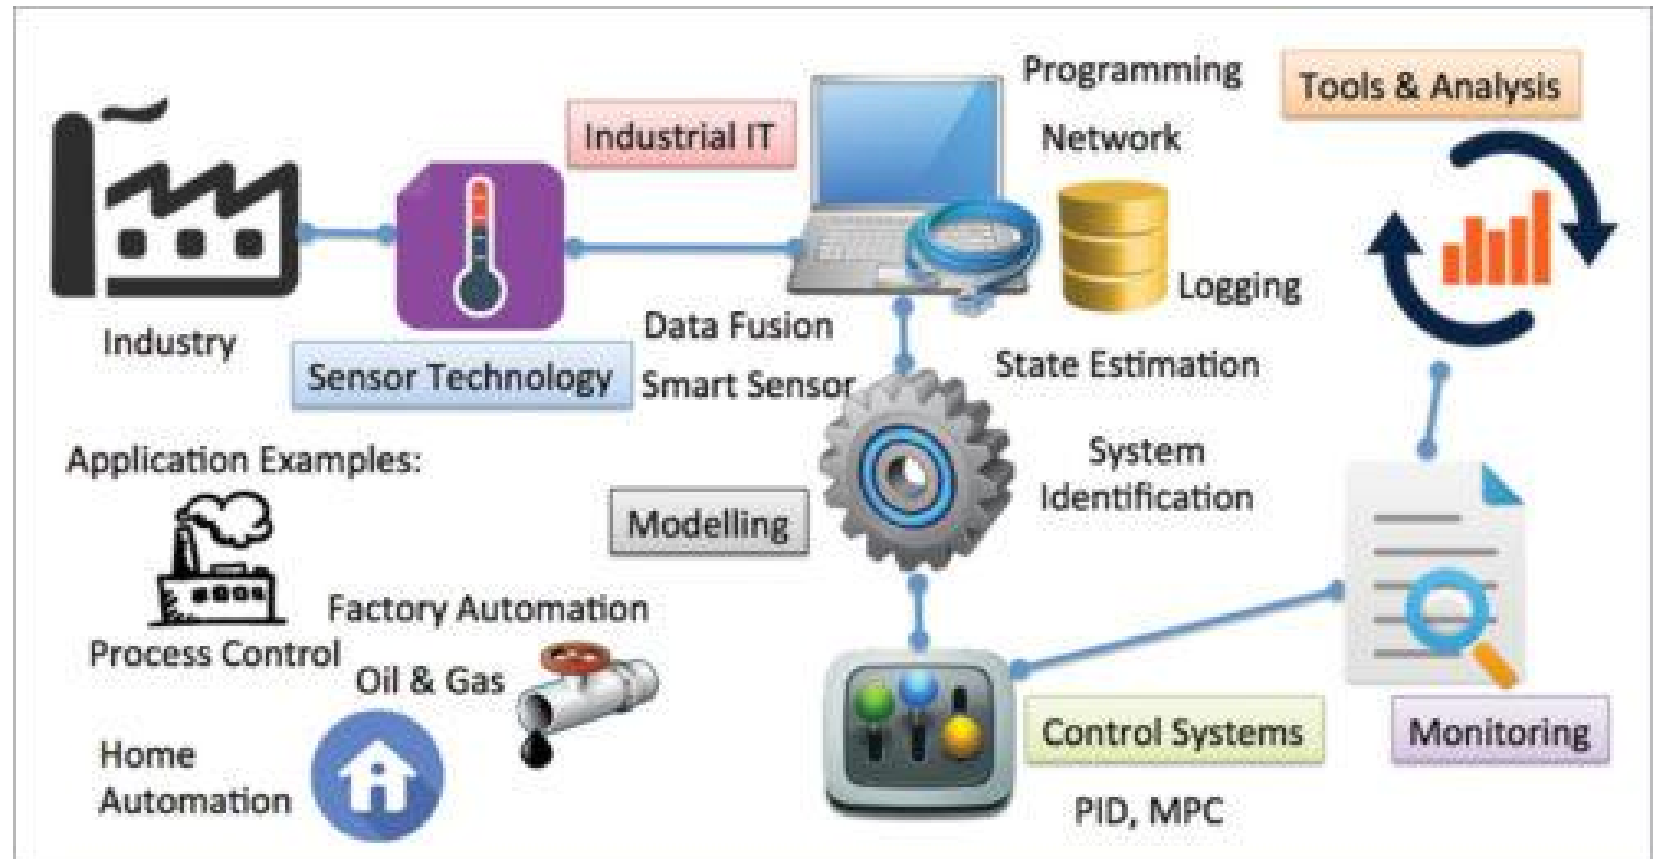 Programming
Tools & Analysis
Industrial IT
Network
Logging
Industry
Data Fusion
Sensor Technology
Smart Sensor
State Estimation
Application Examples:
System
Identification
Modelling
Factory Automation
Process Control
Oil & Gas
Home
Automation
Control Systems
Monitoring
PID, MPC